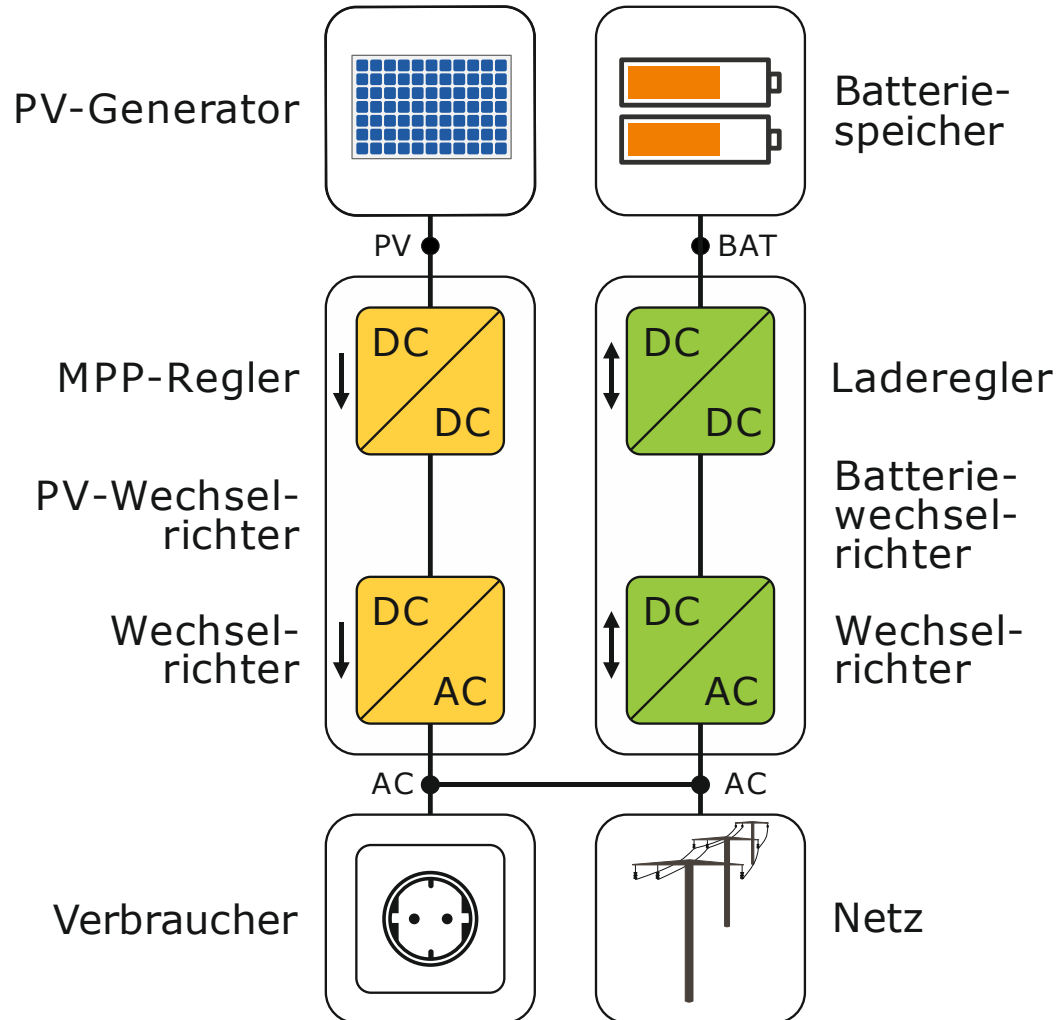 PV-Generator
Batterie-
speicher
PV
BAT
DC
DC
MPP-Regler
DC
DC
Laderegler
PV-Wechsel-
richter
Batterie-
wechsel-
richter
Wechsel-
richter
DC
AC
DC
AC
Wechsel-
richter
AC
AC
Verbraucher
Netz